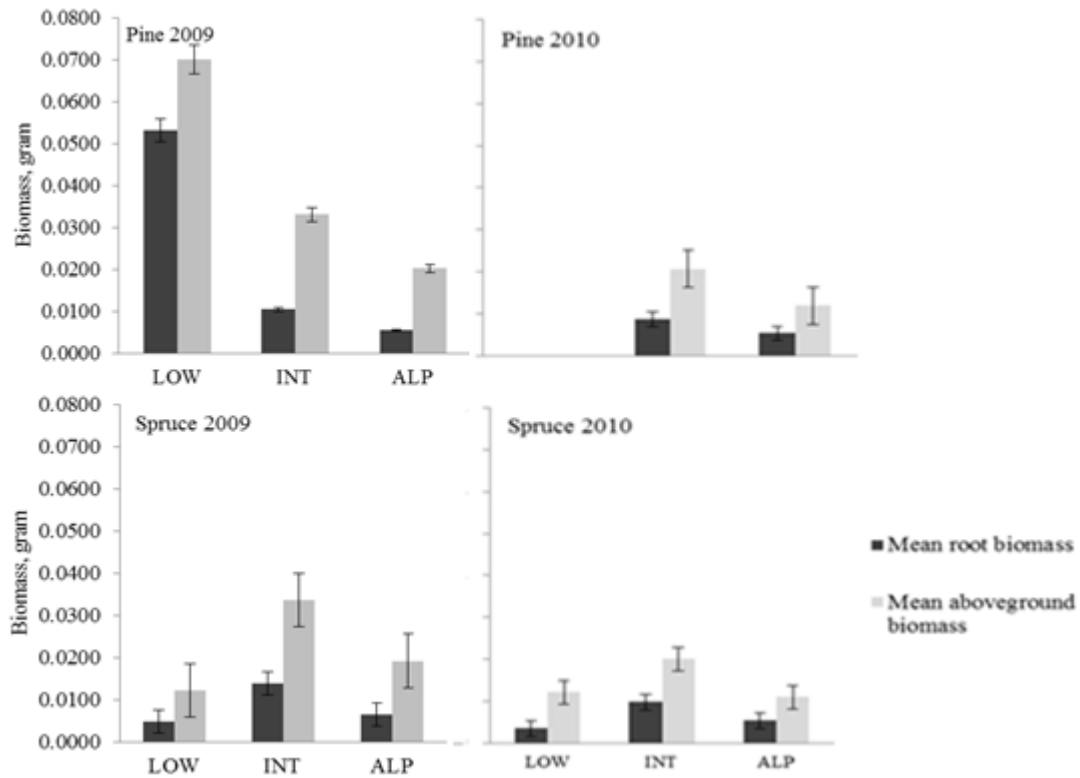 Pine 2009
Biomass, gram
0.0800
0.0700
0.0600
0.0500
0.0400
0.0300
0.0200
0.0100
0.0000
LOW INT ALP
Pine 2010
Spruce 2009
Biomass, gram
0.0800
0.0700
0.0600
0.0500
0.0400
0.0300
0.0200
0.0100
0.0000
LOW INT ALP
Spruce 2010
LOW INT ALP
Mean root biomass
Mean aboveground
biomass